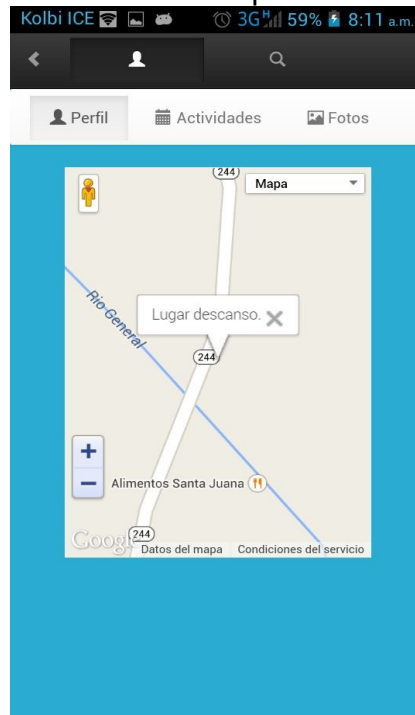 Kolbi ICE 3G H 59% 8:11 a.m.
Perfil Actividades Fotos
244
Mapa
Rio General
Lugar descanso.
244
Alimentos Santa Juana
244
Google
Datos del mapa Condiciones del servicio